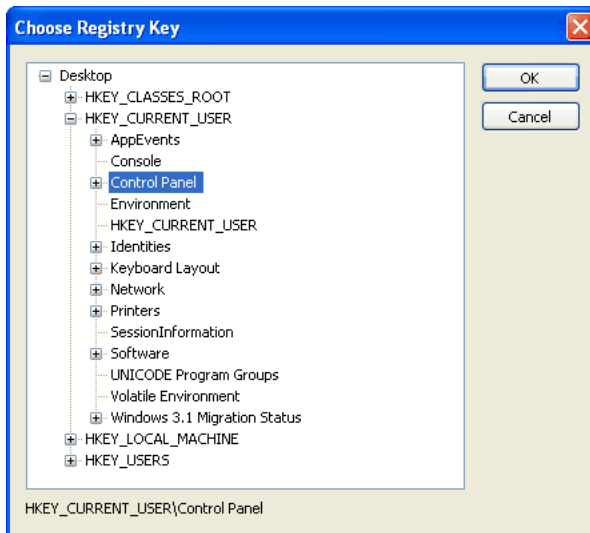 Choose Registry Key
Desktop
HKEY_CLASSES_ROOT
HKEY_CURRENT_USER
AppEvents
Console
Control Panel
Environment
HKEY_CURRENT_USER
Identities
Keyboard Layout
Network
Printers
SessionInformation
Software
UNICODE Program Groups
Volatile Environment
Windows 3.1 Migration Status
HKEY_LOCAL_MACHINE
HKEY_USERS
OK
Cancel
HKEY_CURRENT_USER\Control Panel